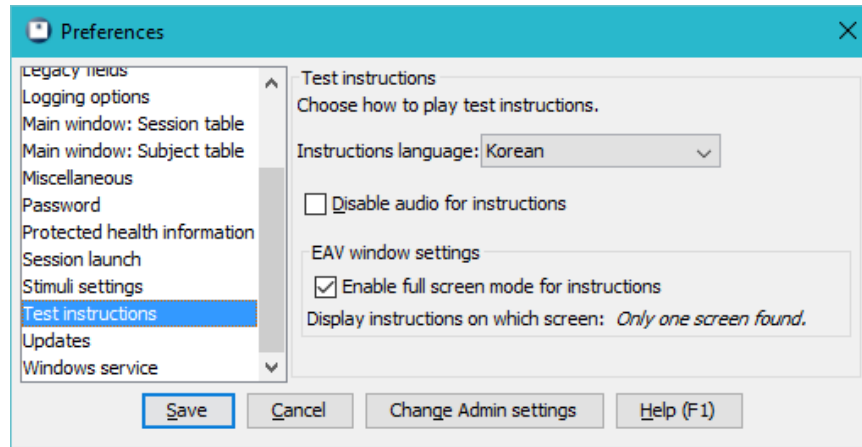 Preferences
Legacy fields
Logging options
Main window: Session table
Main window: Subject table
Miscellaneous
Password
Protected health information
Session launch
Stimuli settings
Test instructions
Updates
Windows service
Test instructions
Choose how to play test instructions.
Instructions language: Korean
Disable audio for instructions
EAV window settings
Enable full screen mode for instructions
Display instructions on which screen: Only one screen found.
Save Cancel Change Admin settings Help (F1)